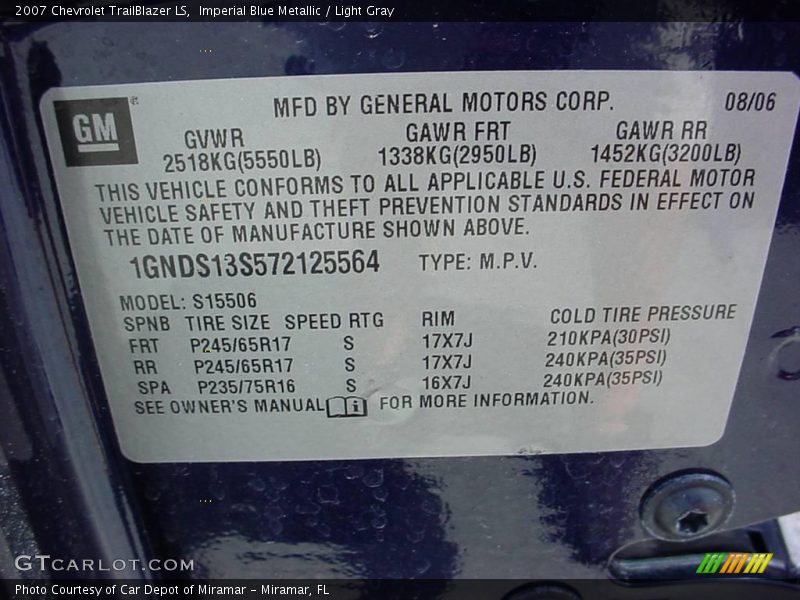 2007 Chevrolet TrailBlazer LS,  Imperial Blue Metallic / Light Gray
GM®
MFD BY GENERAL MOTORS CORP. 08/06
GVWR GAWR FRT GAWR RR
2518KG(5550LB) 1338KG(2950LB) 1452KG(3200LB)
THIS VEHICLE CONFORMS TO ALL APPLICABLE U.S. FEDERAL MOTOR
VEHICLE SAFETY AND THEFT PREVENTION STANDARDS IN EFFECT ON
THE DATE OF MANUFACTURE SHOWN ABOVE.
1GNDS13S572125564 TYPE: M.P.V.
MODEL: S15506
SPNB TIRE SIZE SPEED RTG RIM COLD TIRE PRESSURE
FRT P245/65R17 S 17X7J 210KPA(30PSI)
RR P245/65R17 S 17X7J 240KPA(35PSI)
SPA P235/75R16 S 16X7J 240KPA(35PSI)
SEE OWNER'S MANUAL i FOR MORE INFORMATION.
GTCARLOT.COM
Photo Courtesy of Car Depot of Miramar – Miramar, FL